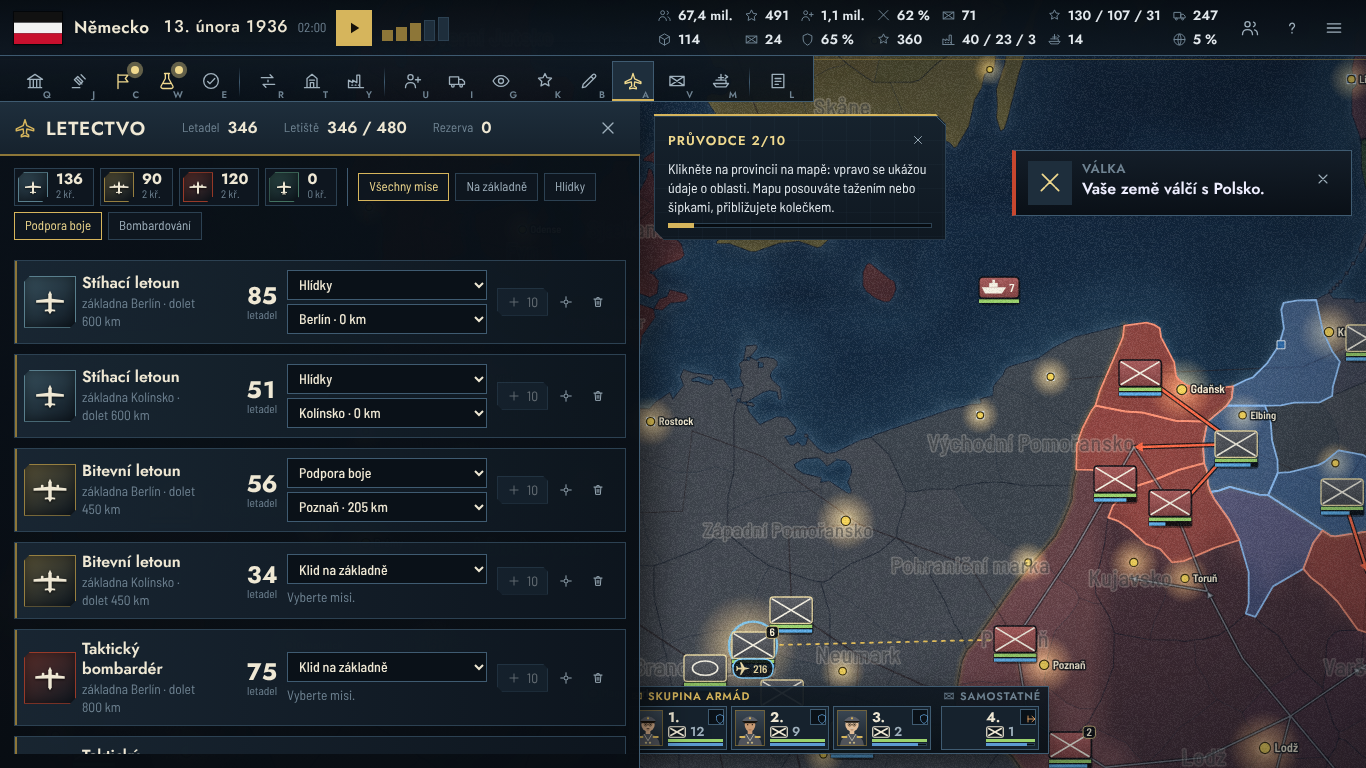 Německo 13. února 1936 02:00
67,4 mil. 491 1,1 mil. 62 % 71 130 / 107 / 31 247
114 24 65 % 360 40 / 23 / 3 14 5 %
?
Q J C W E R T Y U I G K B A V M L
LETECTVO Letadel 346 Letiště 346 / 480 Rezerva 0
136
2 kř.
90
2 kř.
120
2 kř.
0
0 kř.
Všechny mise Na základně Hlídky
Podpora boje Bombardování
Stíhací letoun
základna Berlín · dolet
600 km
85
letadel
Hlídky
Berlín · 0 km
+ 10
Stíhací letoun
základna Kolínsko ·
dolet 600 km
51
letadel
Hlídky
Kolínsko · 0 km
+ 10
Bitevní letoun
základna Berlín · dolet
450 km
56
letadel
Podpora boje
Poznaň · 205 km
+ 10
Bitevní letoun
základna Kolínsko ·
dolet 450 km
34
letadel
Klid na základně
Vyberte misi.
+ 10
Taktický
bombardér
základna Berlín · dolet
800 km
75
letadel
Klid na základně
Vyberte misi.
+ 10
PRŮVODCE 2/10
Klikněte na provincii na mapě: vpravo se ukážou
údaje o oblasti. Mapu posouváte tažením nebo
šipkami, přibližujete kolečkem.
VÁLKA
Vaše země válčí s Polskem.
Skåne
7
Rostock
Gdaňsk
Elbing
Východní Pomořansko
Západní Pomořansko
Pohraniční marka
Kujavsko
Toruň
6
216
Neumark
Poznaň
2
Lodž
Lodž
SKUPINA ARMÁD SAMOSTATNÉ
1.
12
2.
9
3.
2
4.
1